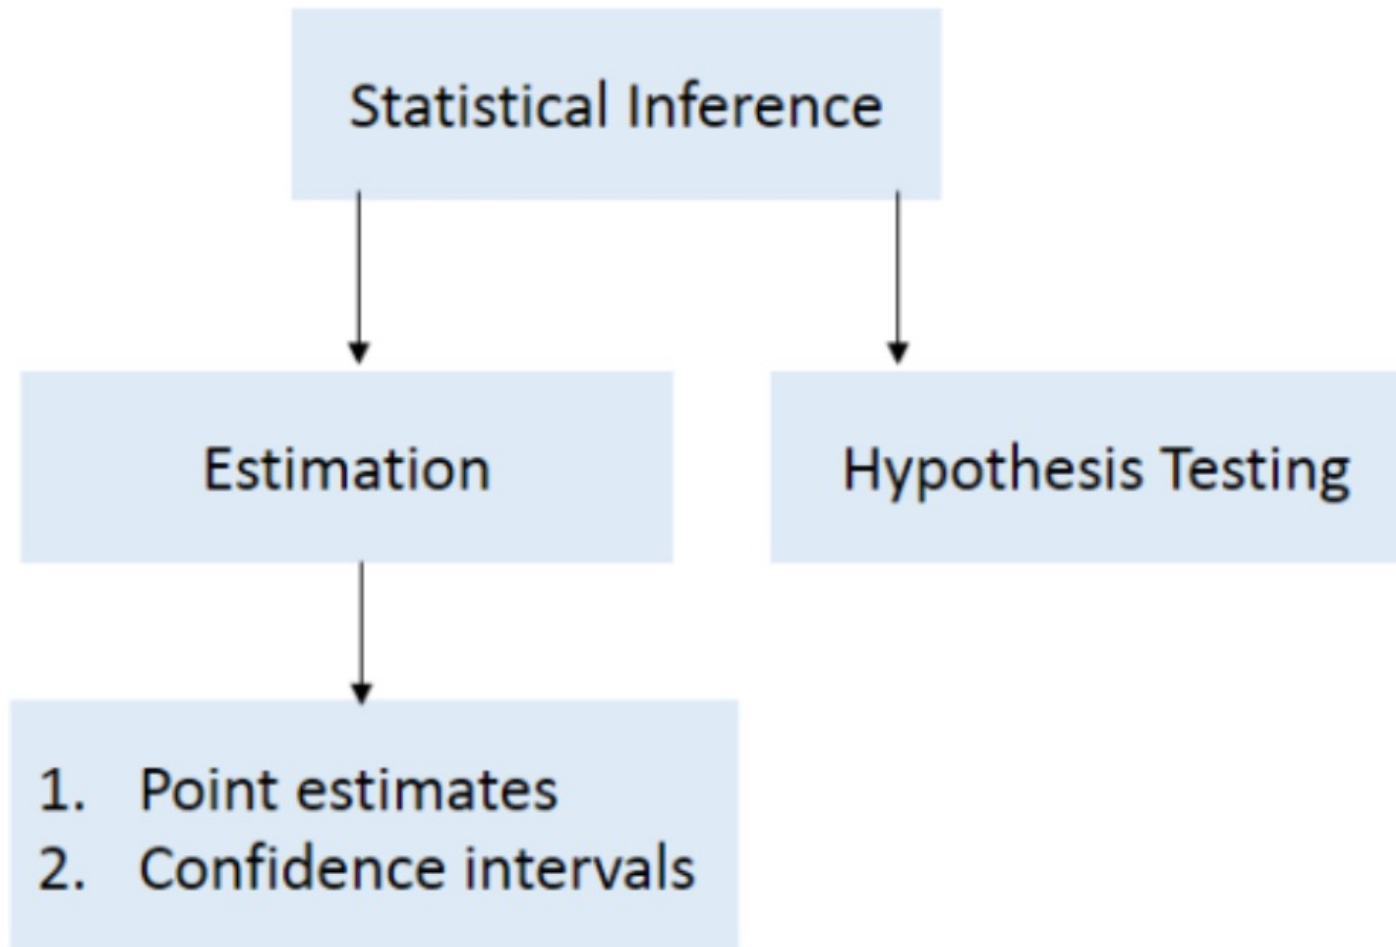 Statistical Inference
Estimation
Hypothesis Testing
1. Point estimates
2. Confidence intervals